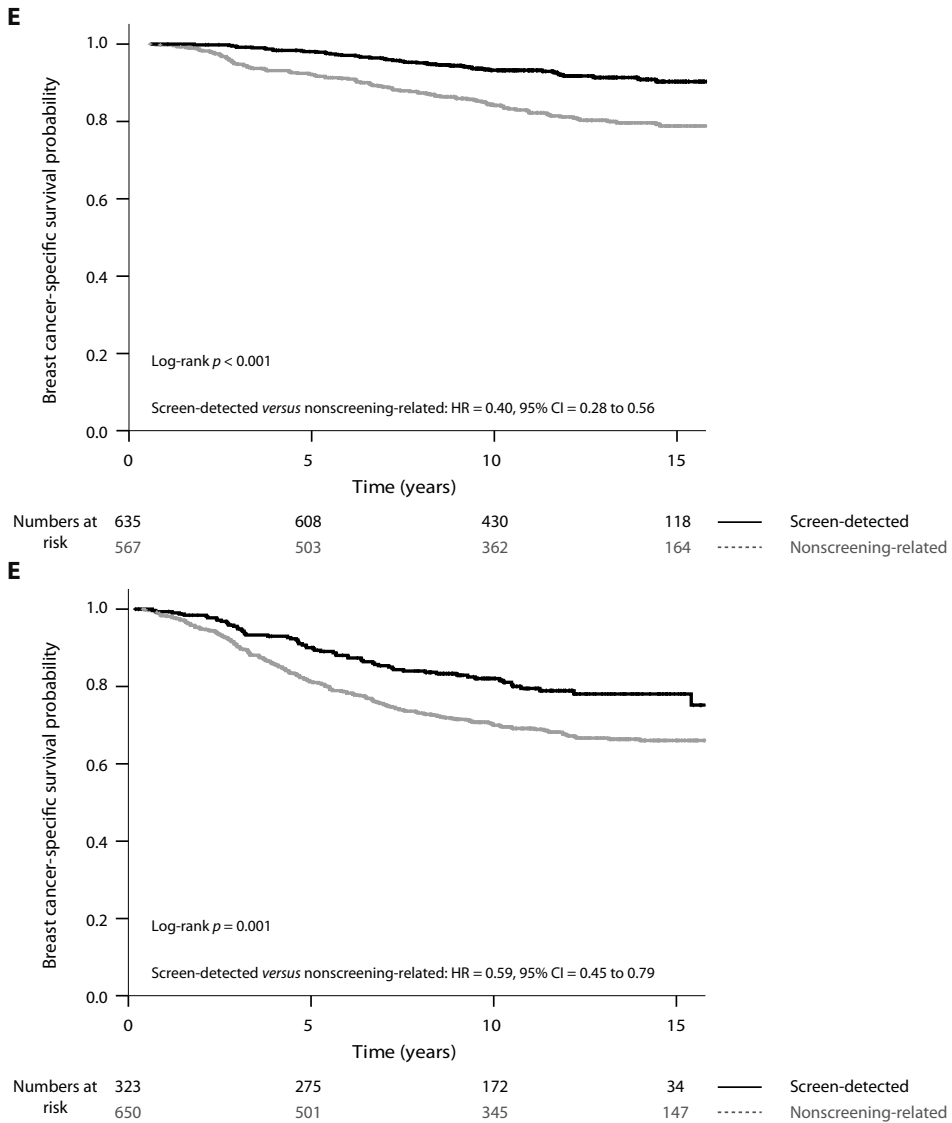 E
Breast cancer-specific survival probability
1.0
0.8
0.6
0.4
0.2
0.0
Log-rank p < 0.001
Screen-detected versus nonscreening-related: HR = 0.40, 95% CI = 0.28 to 0.56
0 5 10 15
Time (years)
Numbers at risk
635 608 430 118 Screen-detected
567 503 362 164 Nonscreening-related
E
Breast cancer-specific survival probability
1.0
0.8
0.6
0.4
0.2
0.0
Log-rank p = 0.001
Screen-detected versus nonscreening-related: HR = 0.59, 95% CI = 0.45 to 0.79
0 5 10 15
Time (years)
Numbers at risk
323 275 172 34 Screen-detected
650 501 345 147 Nonscreening-related